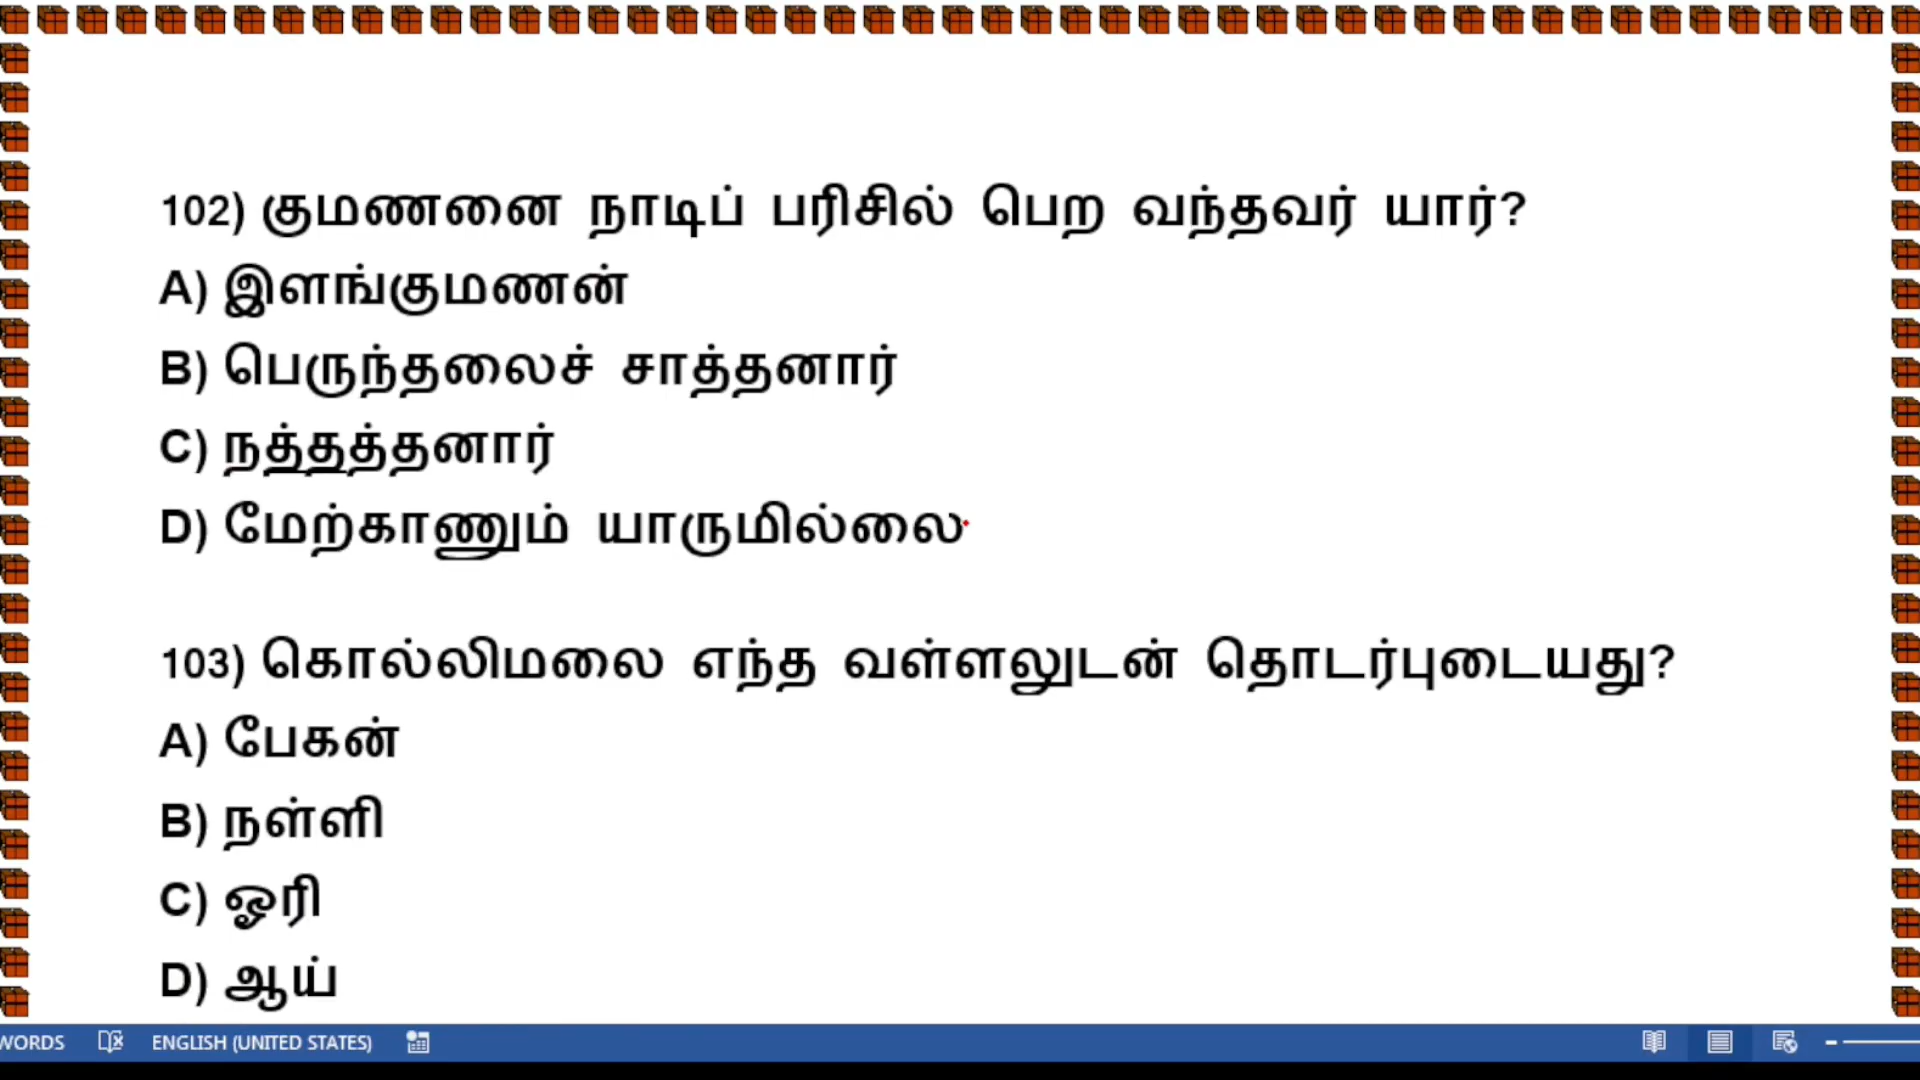 102) குமணனை நாடிப் பரிசில் பெற வந்தவர் யார்?
A) இளங்குமணன்
B) பெருந்தலைச் சாத்தனார்
C) நத்தத்தனார்
D) மேற்காணும் யாருமில்லை
103) கொல்லிமலை எந்த வள்ளலுடன் தொடர்புடையது?
A) பேகன்
B) நள்ளி
C) ஓரி
D) ஆய்
WORDS ENGLISH (UNITED STATES)